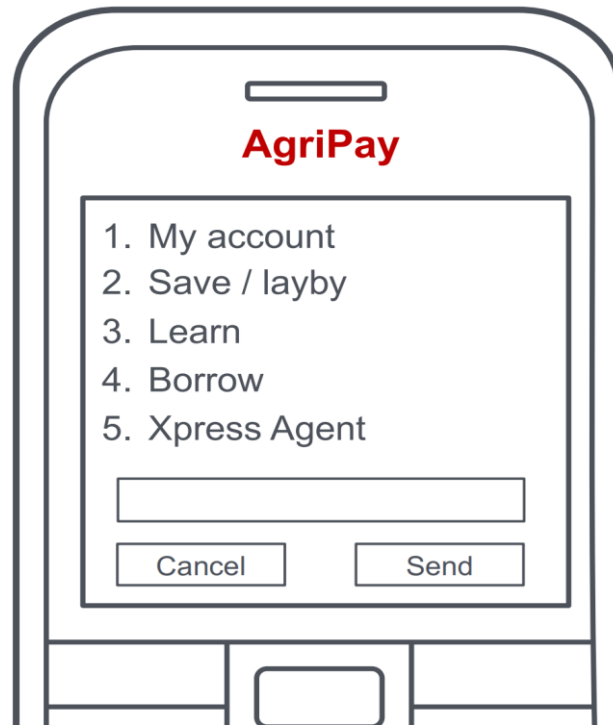 AgriPay
1. My account
2. Save / layby
3. Learn
4. Borrow
5. Xpress Agent
Cancel Send